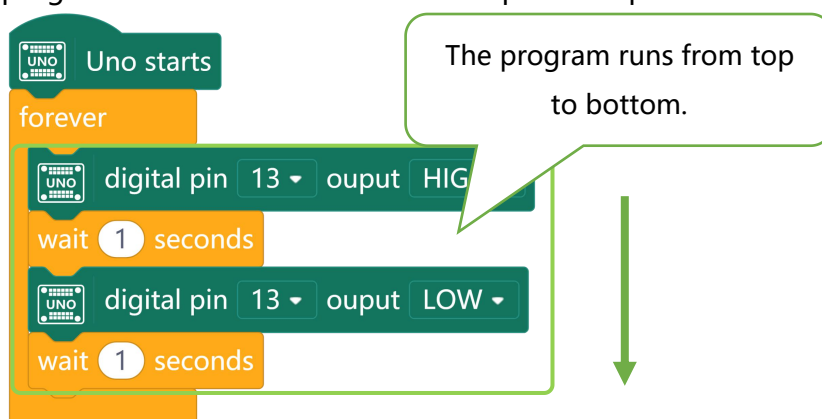 UNO Uno starts
The program runs from top
to bottom.
forever
UNO digital pin 13 ouput
wait 1 seconds
UNO digital pin 13 ouput LOW
wait 1 seconds